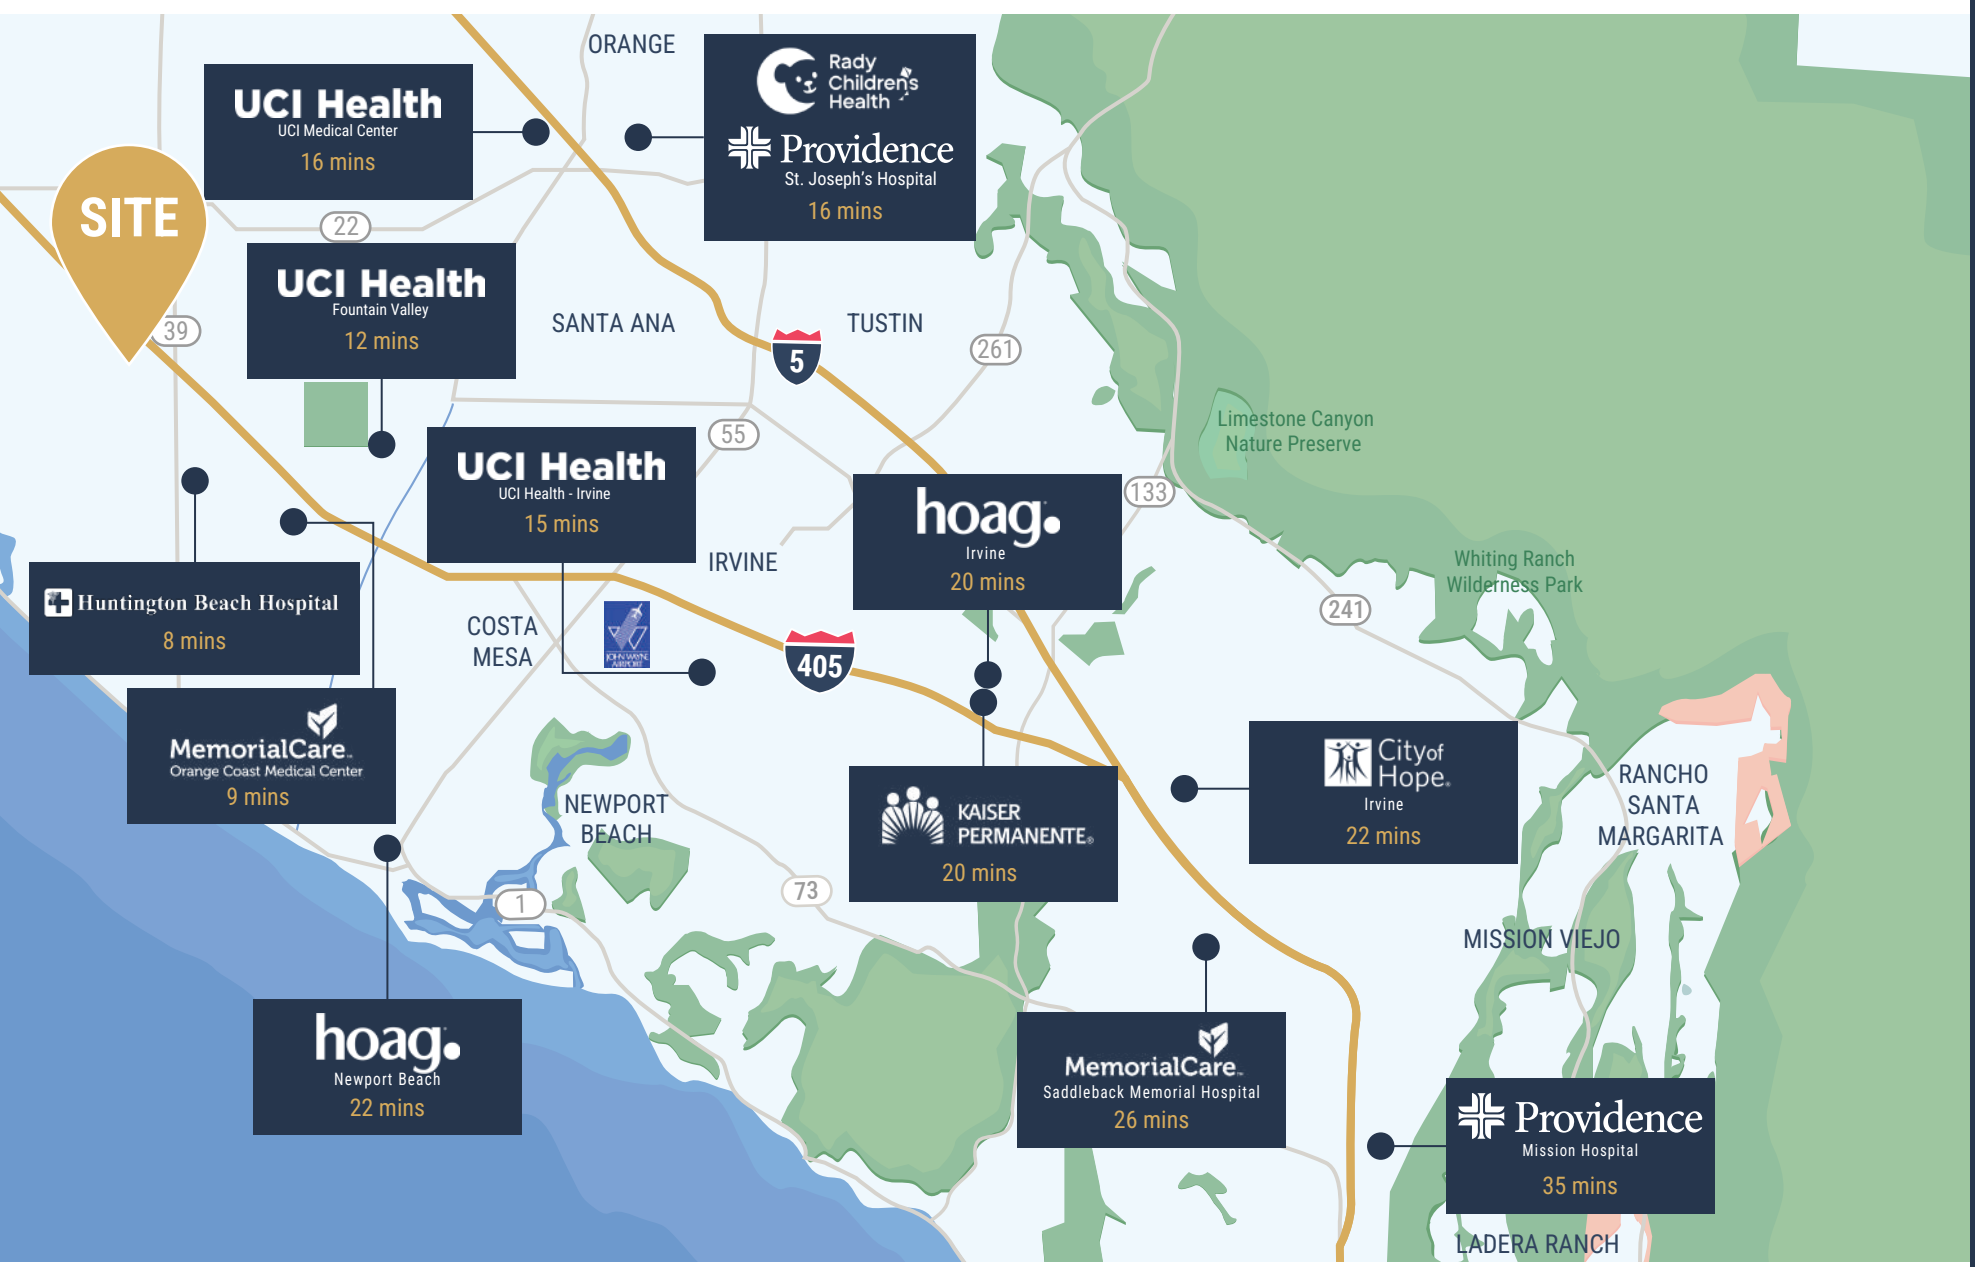 ORANGE
UCI Health
UCI Medical Center
16 mins
Rady
Children's
Health
Providence
St. Joseph's Hospital
16 mins
SITE
22
UCI Health
Fountain Valley
12 mins
39
SANTA ANA
TUSTIN
5
261
55
Limestone Canyon
Nature Preserve
UCI Health
UCI Health - Irvine
15 mins
hoag.
Irvine
20 mins
133
IRVINE
Whiting Ranch
Wilderness Park
Huntington Beach Hospital
8 mins
COSTA
MESA
JOHN WAYNE
AIRPORT
405
241
MemorialCare™
Orange Coast Medical Center
9 mins
NEWPORT
BEACH
KAISER
PERMANENTE®
20 mins
City of
Hope®
Irvine
22 mins
RANCHO
SANTA
MARGARITA
73
1
MISSION VIEJO
hoag.
Newport Beach
22 mins
MemorialCare™
Saddleback Memorial Hospital
26 mins
Providence
Mission Hospital
35 mins
LADERA RANCH